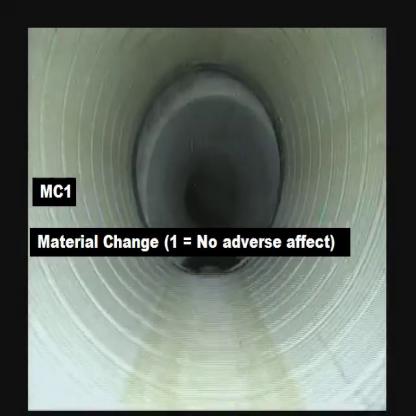 MC1
Material Change (1 = No adverse affect)